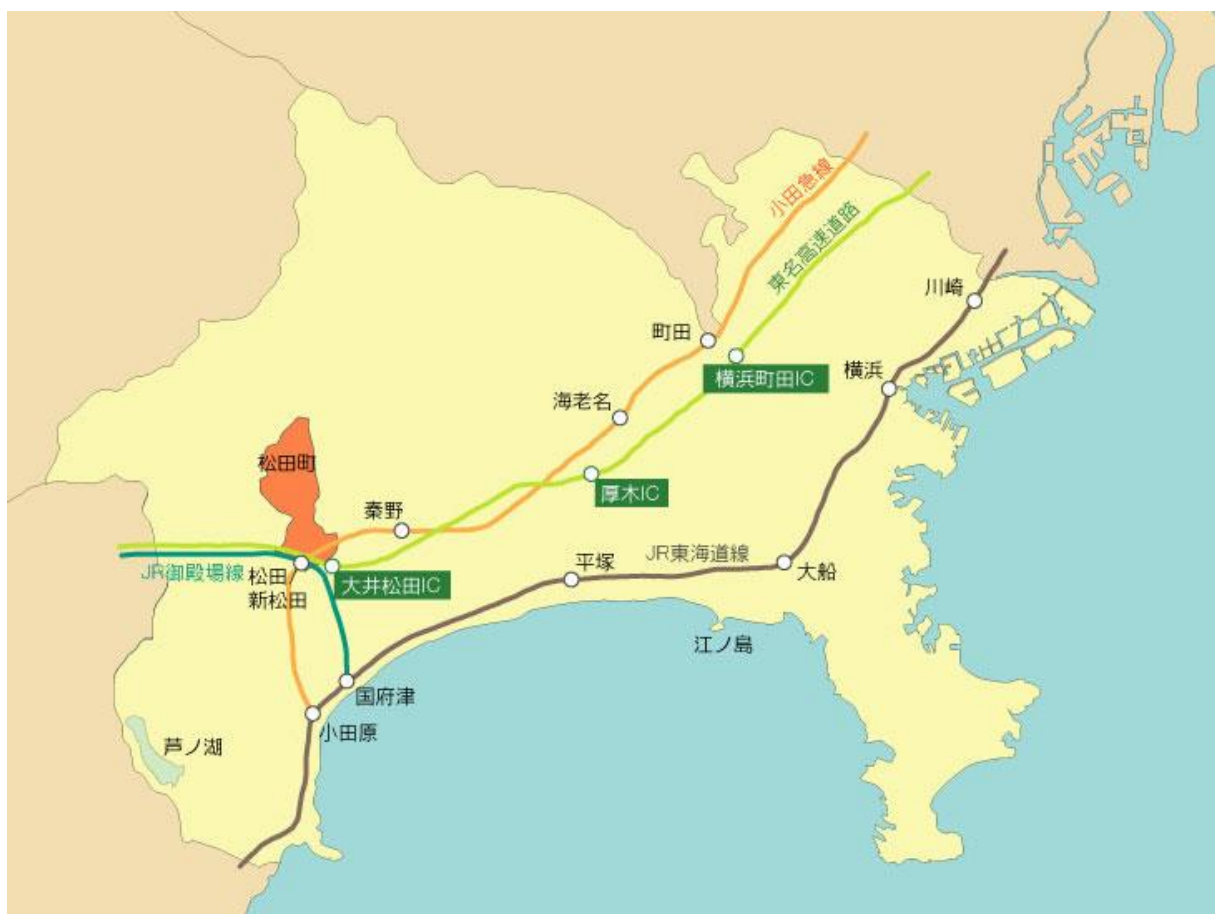 小田急線
東名高速道路
川崎
町田
横浜町田IC
横浜
海老名
松田町
厚木IC
秦野
平塚
JR東海道線
大船
JR御殿場線
松田
新松田
大井松田IC
江ノ島
国府津
小田原
芦ノ湖